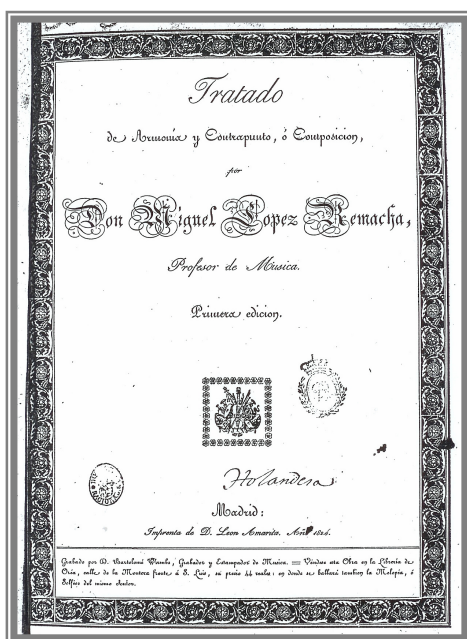 Tratado
de Armonía y Contrapunto, ó Composicion,
por
Don Miguel Lopez Remacha,
Profesor de Musica.
Primera edicion.
Holandesa
Madrid:
Imprenta de D. Leon Amarita. Año 1824.
Grabado por D. Bartolomé Wirmbs, Grabador y Estampador de Musica. = Véndese esta Obra en la Librería de
Orea, calle de la Montera frente á S. Luis, su precio 44 reales: en donde se hallará tambien la Melopéa, ó
Solfeo del mismo Autor.